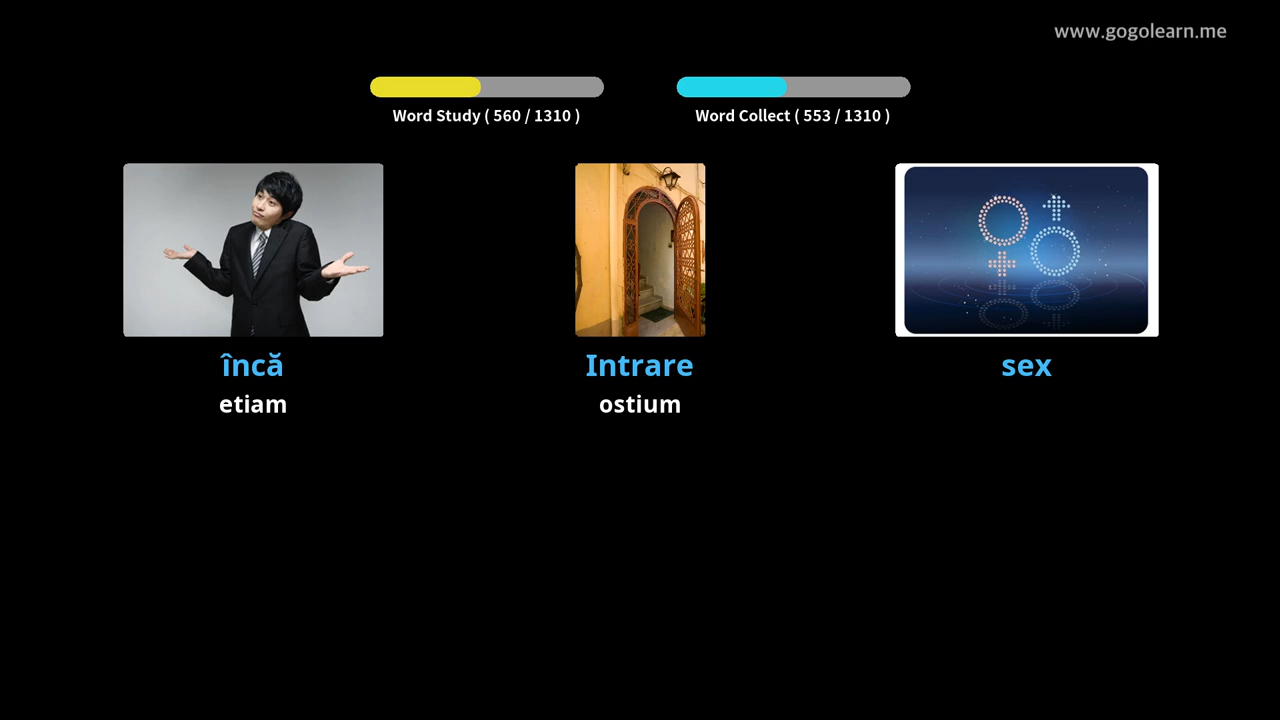 www.gogolearn.me
Word Study ( 560 / 1310 )
Word Collect ( 553 / 1310 )
încă
etiam
Intrare
ostium
sex